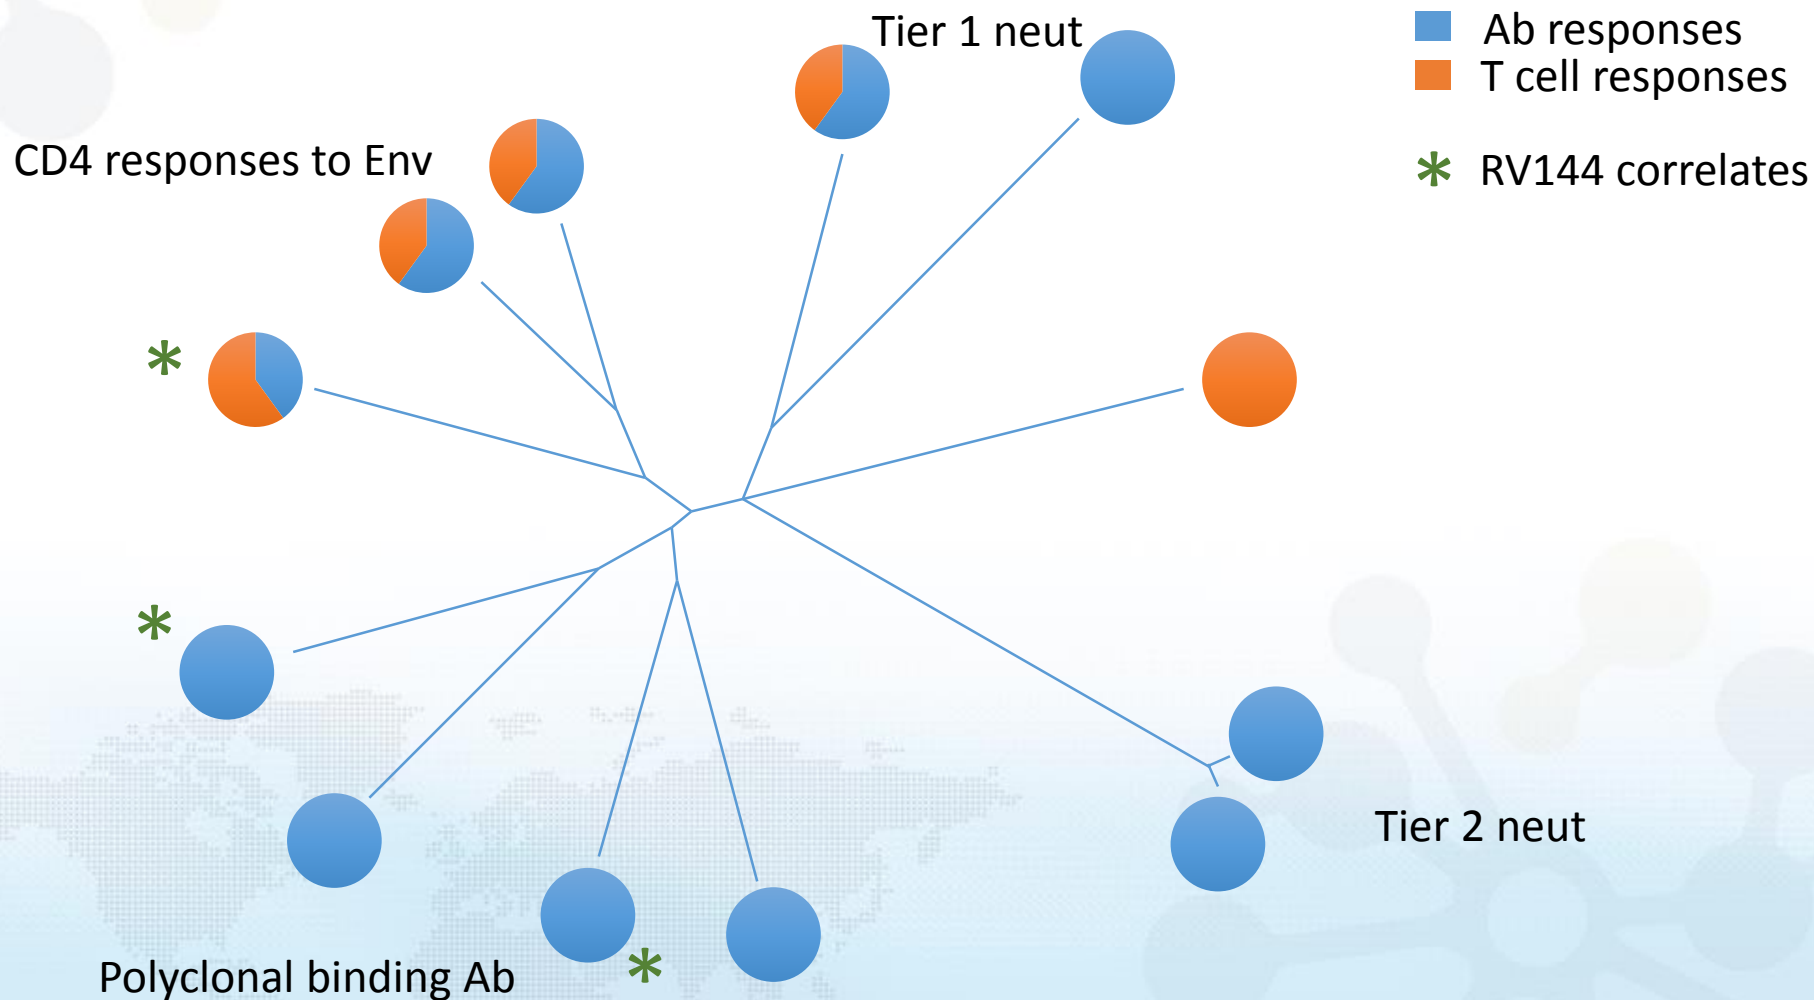 Tier 1 neut
Ab responses
T cell responses
CD4 responses to Env
* RV144 correlates
*
*
Tier 2 neut
Polyclonal binding Ab
*